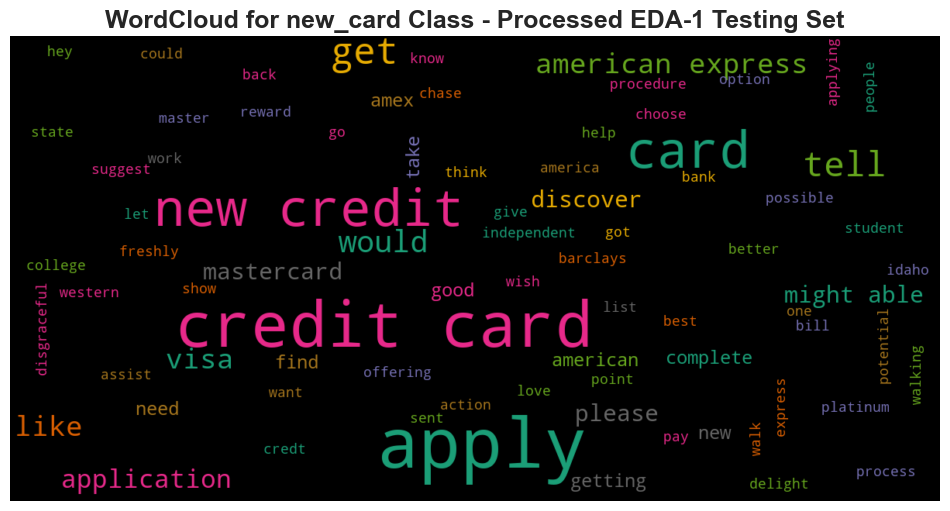 WordCloud for new_card Class - Processed EDA-1 Testing Set
hey
could
get
know
american express
applying
people
back
chase
procedure
option
amex
state
master
reward
go
choose
help
card
tell
suggest
work
take
think
america
bank
let
new credit
give
discover
possible
would
independent
got
student
college
freshly
mastercard
barclays
better
idaho
disgraceful
western
show
good
wish
list
might able
one
credit card
best
bill
potential
visa
find
american
complete
walking
assist
offering
point
want
love
need
action
platinum
like
sent
please
express
apply
pay
new
walk
credt
application
getting
delight
process